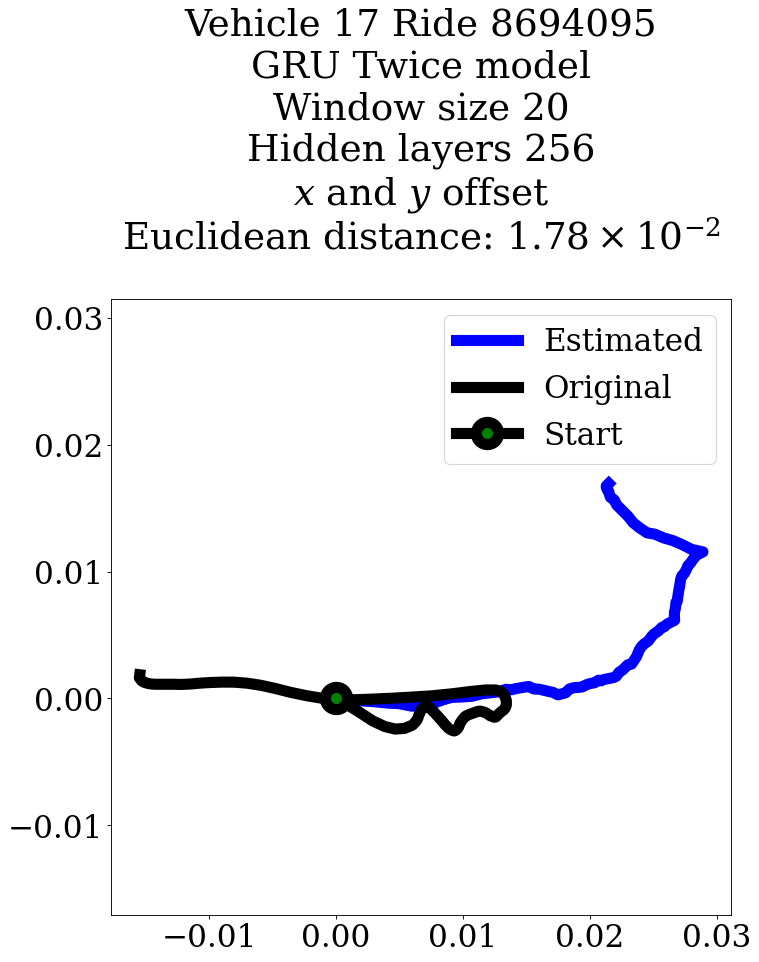 Vehicle 17 Ride 8694095
GRU Twice model
Window size 20
Hidden layers 256
x and y offset
Euclidean distance: 1.78 × 10⁻²
0.03
0.02
0.01
0.00
−0.01
Estimated
Original
Start
−0.01 0.00 0.01 0.02 0.03